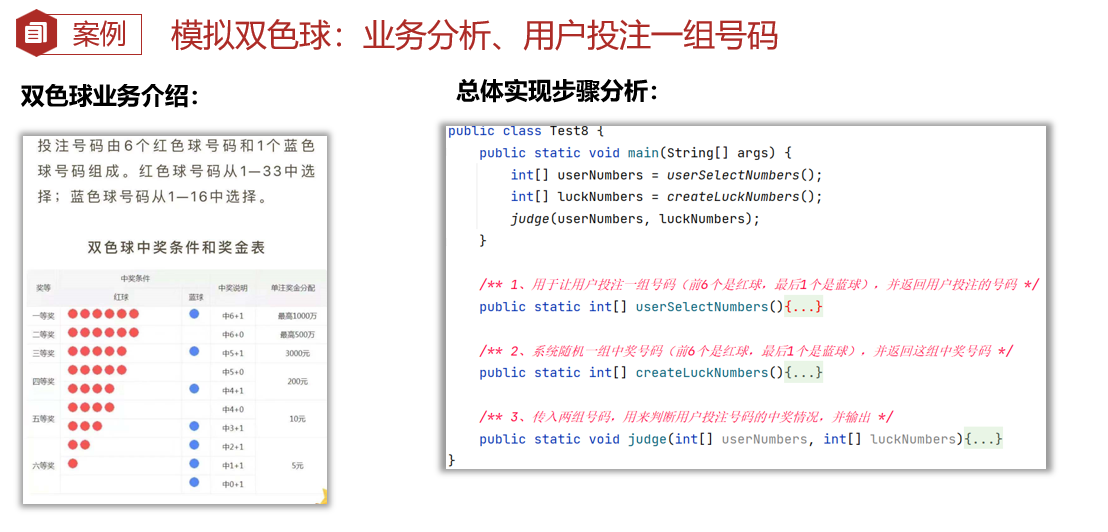 案例
模拟双色球：业务分析、用户投注一组号码
双色球业务介绍：
投注号码由6个红色球号码和1个蓝色
球号码组成。红色球号码从1—33中选
择；蓝色球号码从1—16中选择。
双色球中奖条件和奖金表
奖等 中奖条件 中奖说明 单注奖金分配
红球 蓝球
一等奖 中6+1 最高1000万
二等奖 中6+0 最高500万
三等奖 中5+1 3000元
四等奖 中5+0 200元
中4+1
五等奖 中4+0 10元
中3+1
六等奖 中2+1 5元
中1+1
中0+1
总体实现步骤分析：
public class Test8 {
public static void main(String[] args) {
int[] userNumbers = userSelectNumbers();
int[] luckNumbers = createLuckNumbers();
judge(userNumbers, luckNumbers);
}
/** 1、用于让用户投注一组号码（前6个是红球，最后1个是蓝球），并返回用户投注的号码 */
public static int[] userSelectNumbers(){...}
/** 2、系统随机一组中奖号码（前6个是红球，最后1个是蓝球），并返回这组中奖号码 */
public static int[] createLuckNumbers(){...}
/** 3、传入两组号码，用来判断用户投注号码的中奖情况，并输出 */
public static void judge(int[] userNumbers, int[] luckNumbers){...}
}